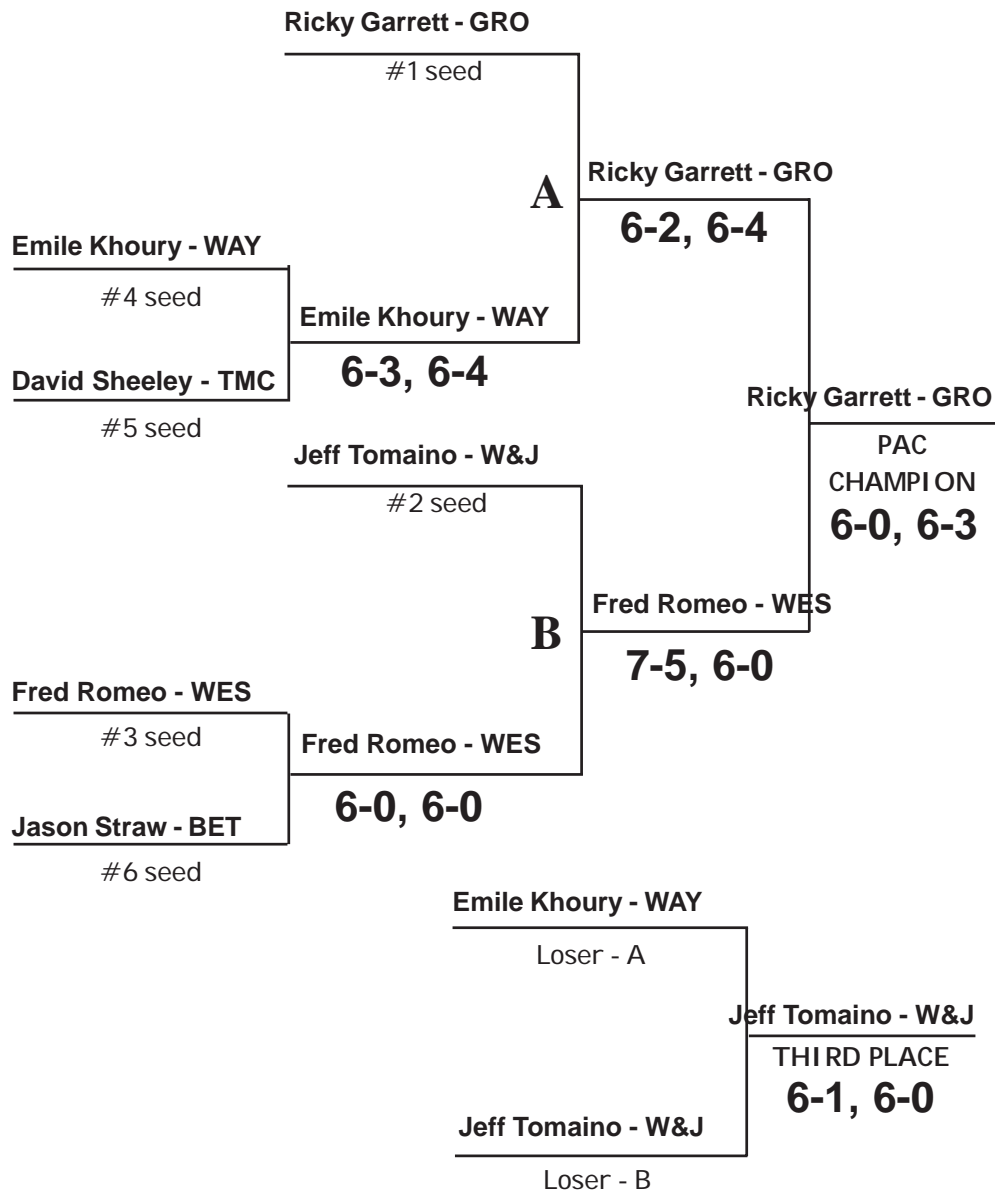 Ricky Garrett - GRO
#1 seed
A
Ricky Garrett - GRO
6-2, 6-4
Emile Khoury - WAY
#4 seed
Emile Khoury - WAY
6-3, 6-4
David Sheeley - TMC
#5 seed
Ricky Garrett - GRO
PAC
CHAMPION
6-0, 6-3
Jeff Tomaino - W&J
#2 seed
B
Fred Romeo - WES
7-5, 6-0
Fred Romeo - WES
#3 seed
Fred Romeo - WES
6-0, 6-0
Jason Straw - BET
#6 seed
Emile Khoury - WAY
Loser - A
Jeff Tomaino - W&J
THIRD PLACE
6-1, 6-0
Jeff Tomaino - W&J
Loser - B